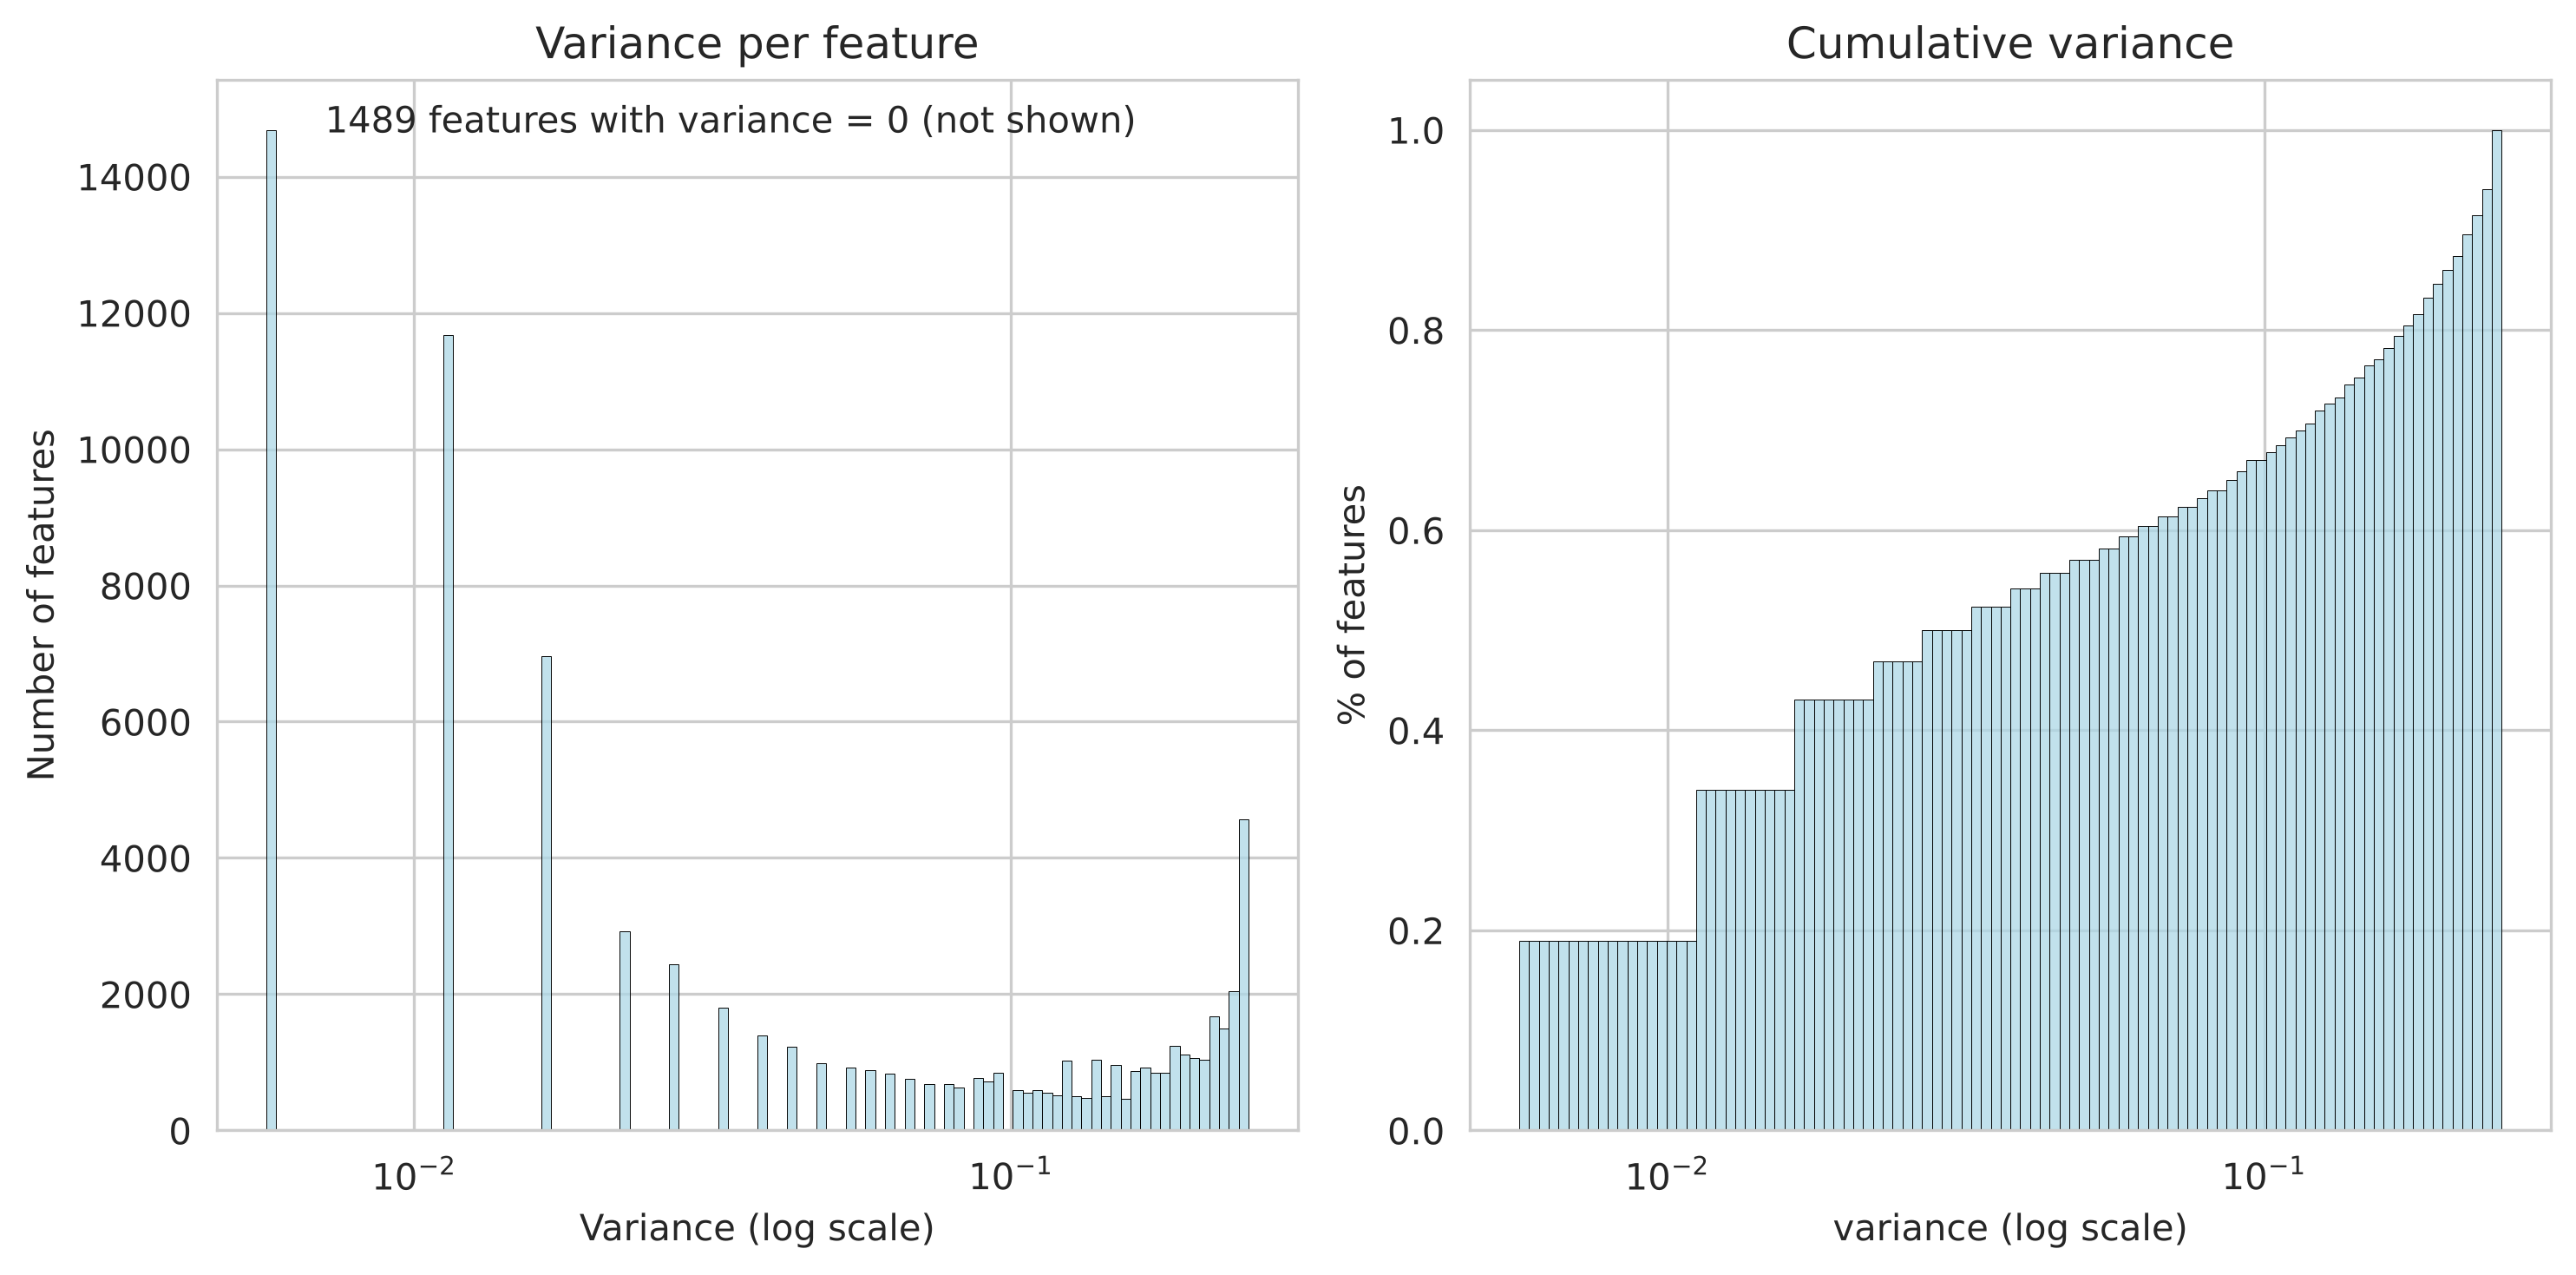 Variance per feature
1489 features with variance = 0 (not shown)
14000
12000
10000
8000
6000
4000
2000
0
Number of features
10⁻²
10⁻¹
Variance (log scale)
Cumulative variance
1.0
0.8
0.6
0.4
0.2
0.0
% of features
10⁻²
10⁻¹
variance (log scale)